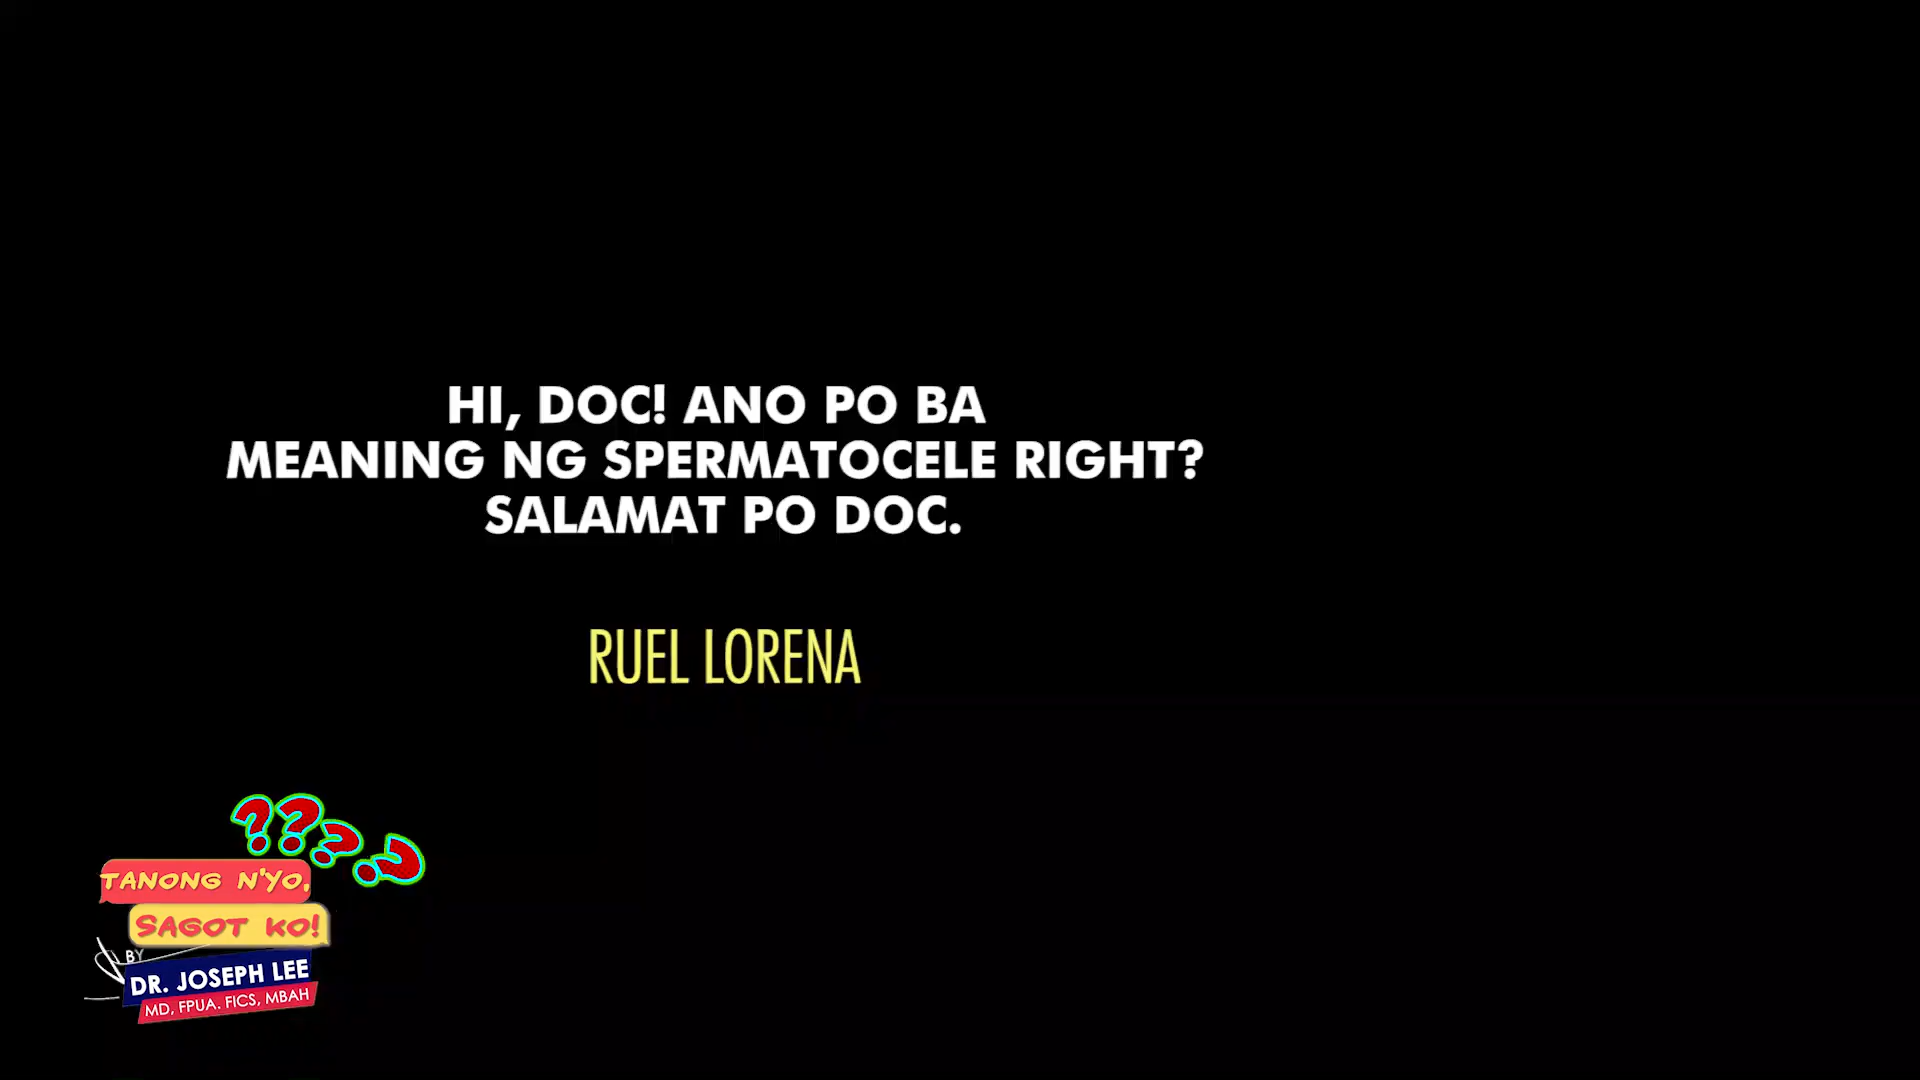 HI, DOC! ANO PO BA
MEANING NG SPERMATOCELE RIGHT?
SALAMAT PO DOC.
RUEL LORENA
????
TANONG N'YO,
SAGOT KO!
BY
DR. JOSEPH LEE
MD, FPUA. FICS, MBAH